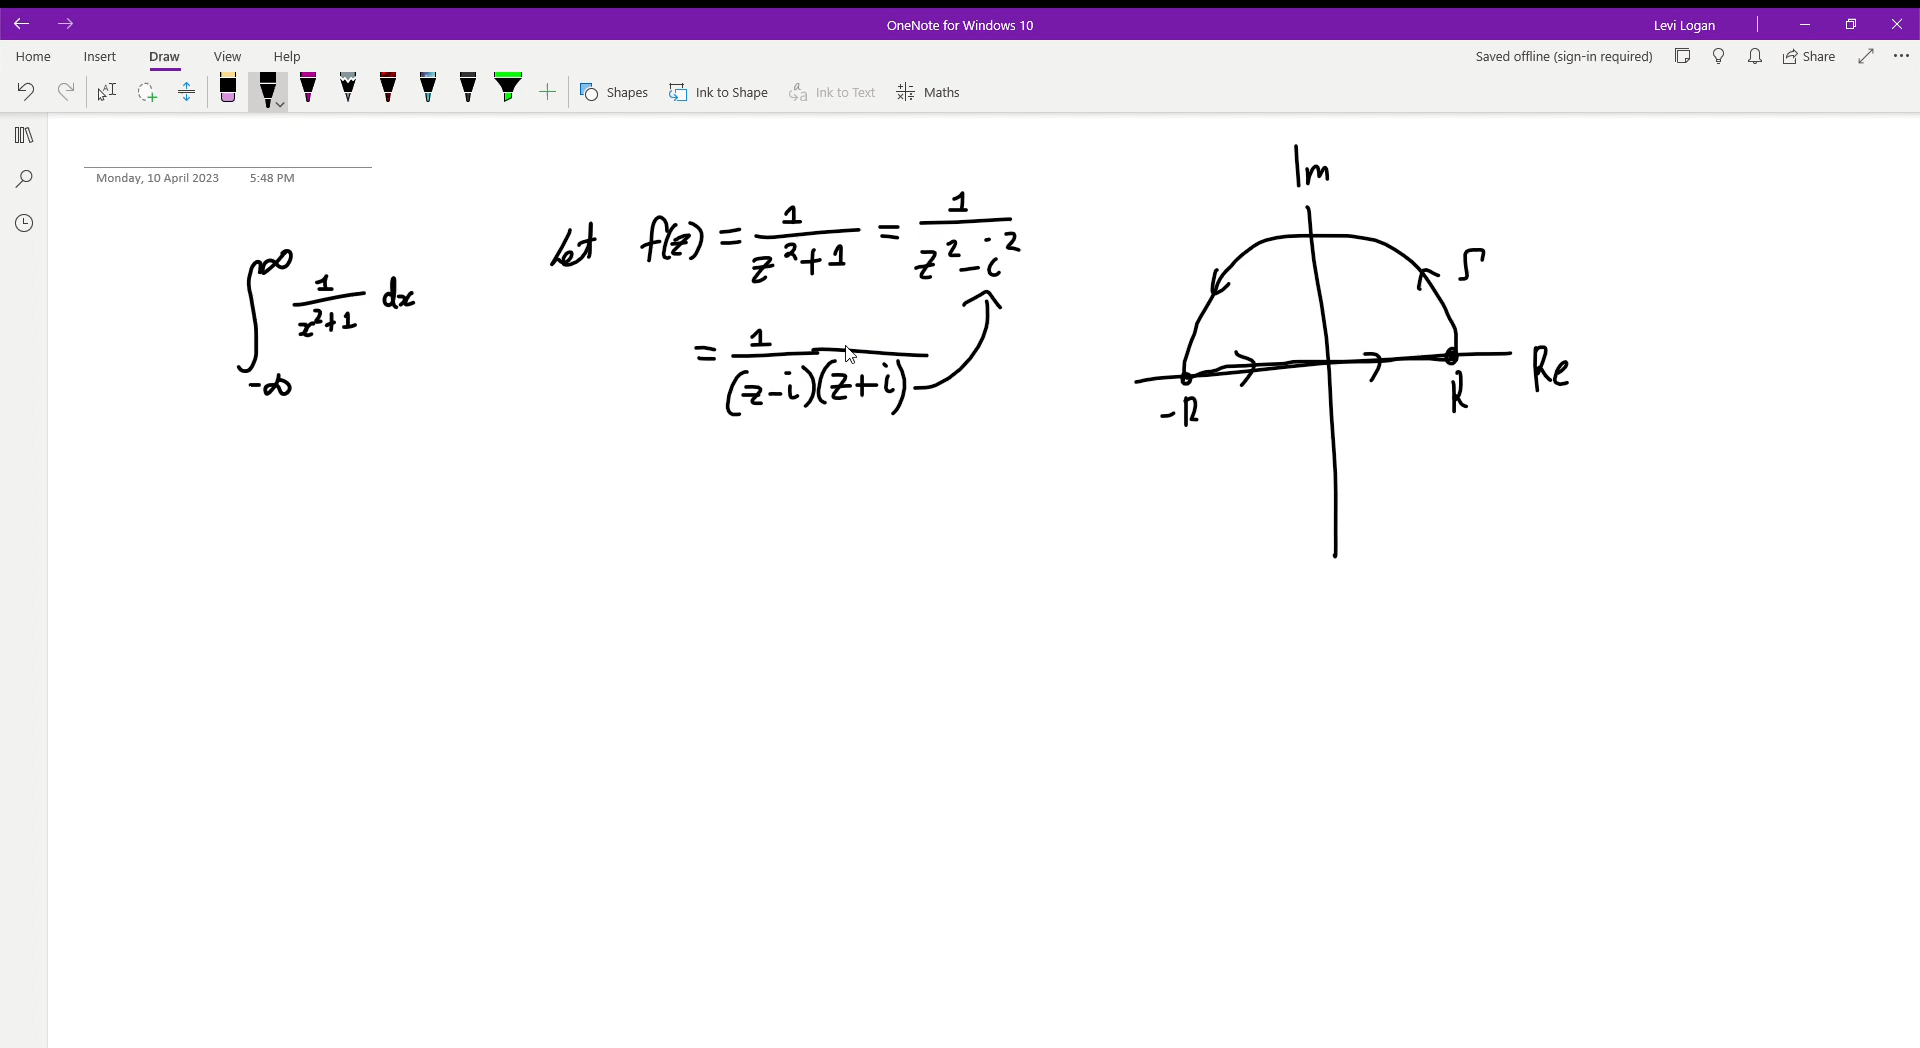 OneNote for Windows 10
Levi Logan
Home Insert Draw View Help
Saved offline (sign-in required)
Share
Shapes
Ink to Shape
Ink to Text
Maths
Monday, 10 April 2023 5:48 PM
∫_{-∞}^{∞} 1/(x²+1) dx
Let f(z) = 1/(z²+1) = 1/(z²-i²)
= 1/((z-i)(z+i))
Im
Γ
Re
-R
R